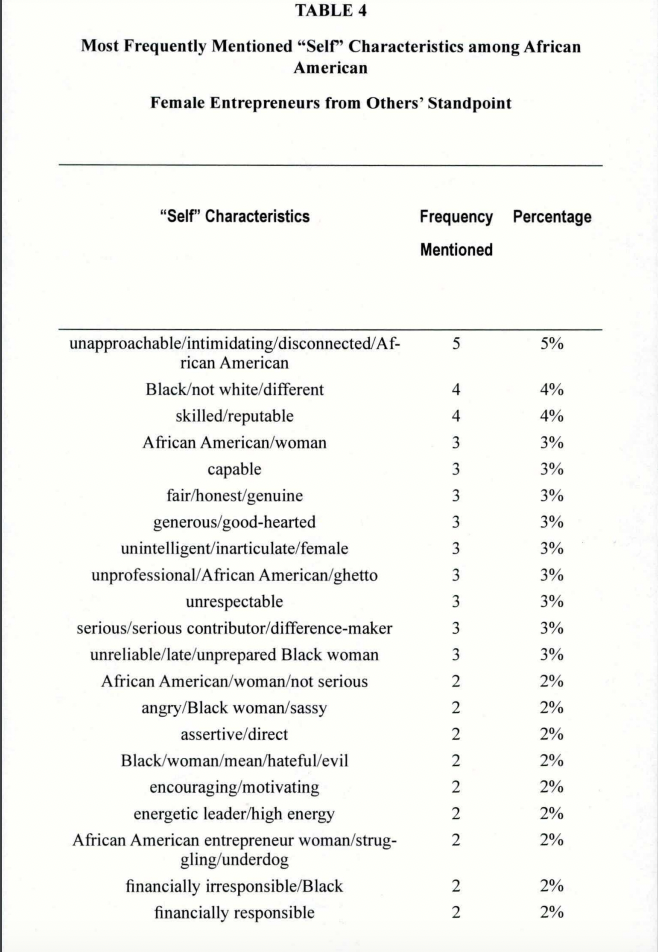 TABLE 4
Most Frequently Mentioned “Self” Characteristics among African
American
Female Entrepreneurs from Others’ Standpoint
“Self” Characteristics Frequency Percentage
Mentioned
unapproachable/intimidating/disconnected/Af- 5 5%
rican American
Black/not white/different 4 4%
skilled/reputable 4 4%
African American/woman 3 3%
capable 3 3%
fair/honest/genuine 3 3%
generous/good-hearted 3 3%
unintelligent/inarticulate/female 3 3%
unprofessional/African American/ghetto 3 3%
unrespectable 3 3%
serious/serious contributor/difference-maker 3 3%
unreliable/late/unprepared Black woman 3 3%
African American/woman/not serious 2 2%
angry/Black woman/sassy 2 2%
assertive/direct 2 2%
Black/woman/mean/hateful/evil 2 2%
encouraging/motivating 2 2%
energetic leader/high energy 2 2%
African American entrepreneur woman/strug- 2 2%
gling/underdog
financially irresponsible/Black 2 2%
financially responsible 2 2%